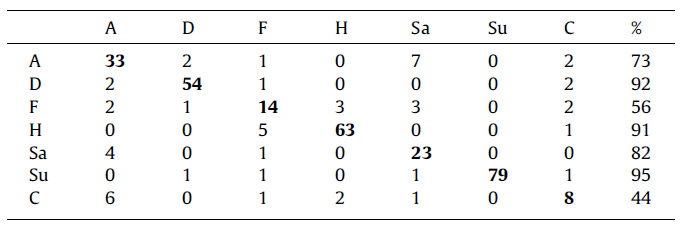 A D F H Sa Su C %
A 33 2 1 0 7 0 2 73
D 2 54 1 0 0 0 2 92
F 2 1 14 3 3 0 2 56
H 0 0 5 63 0 0 1 91
Sa 4 0 1 0 23 0 0 82
Su 0 1 1 0 1 79 1 95
C 6 0 1 2 1 0 8 44